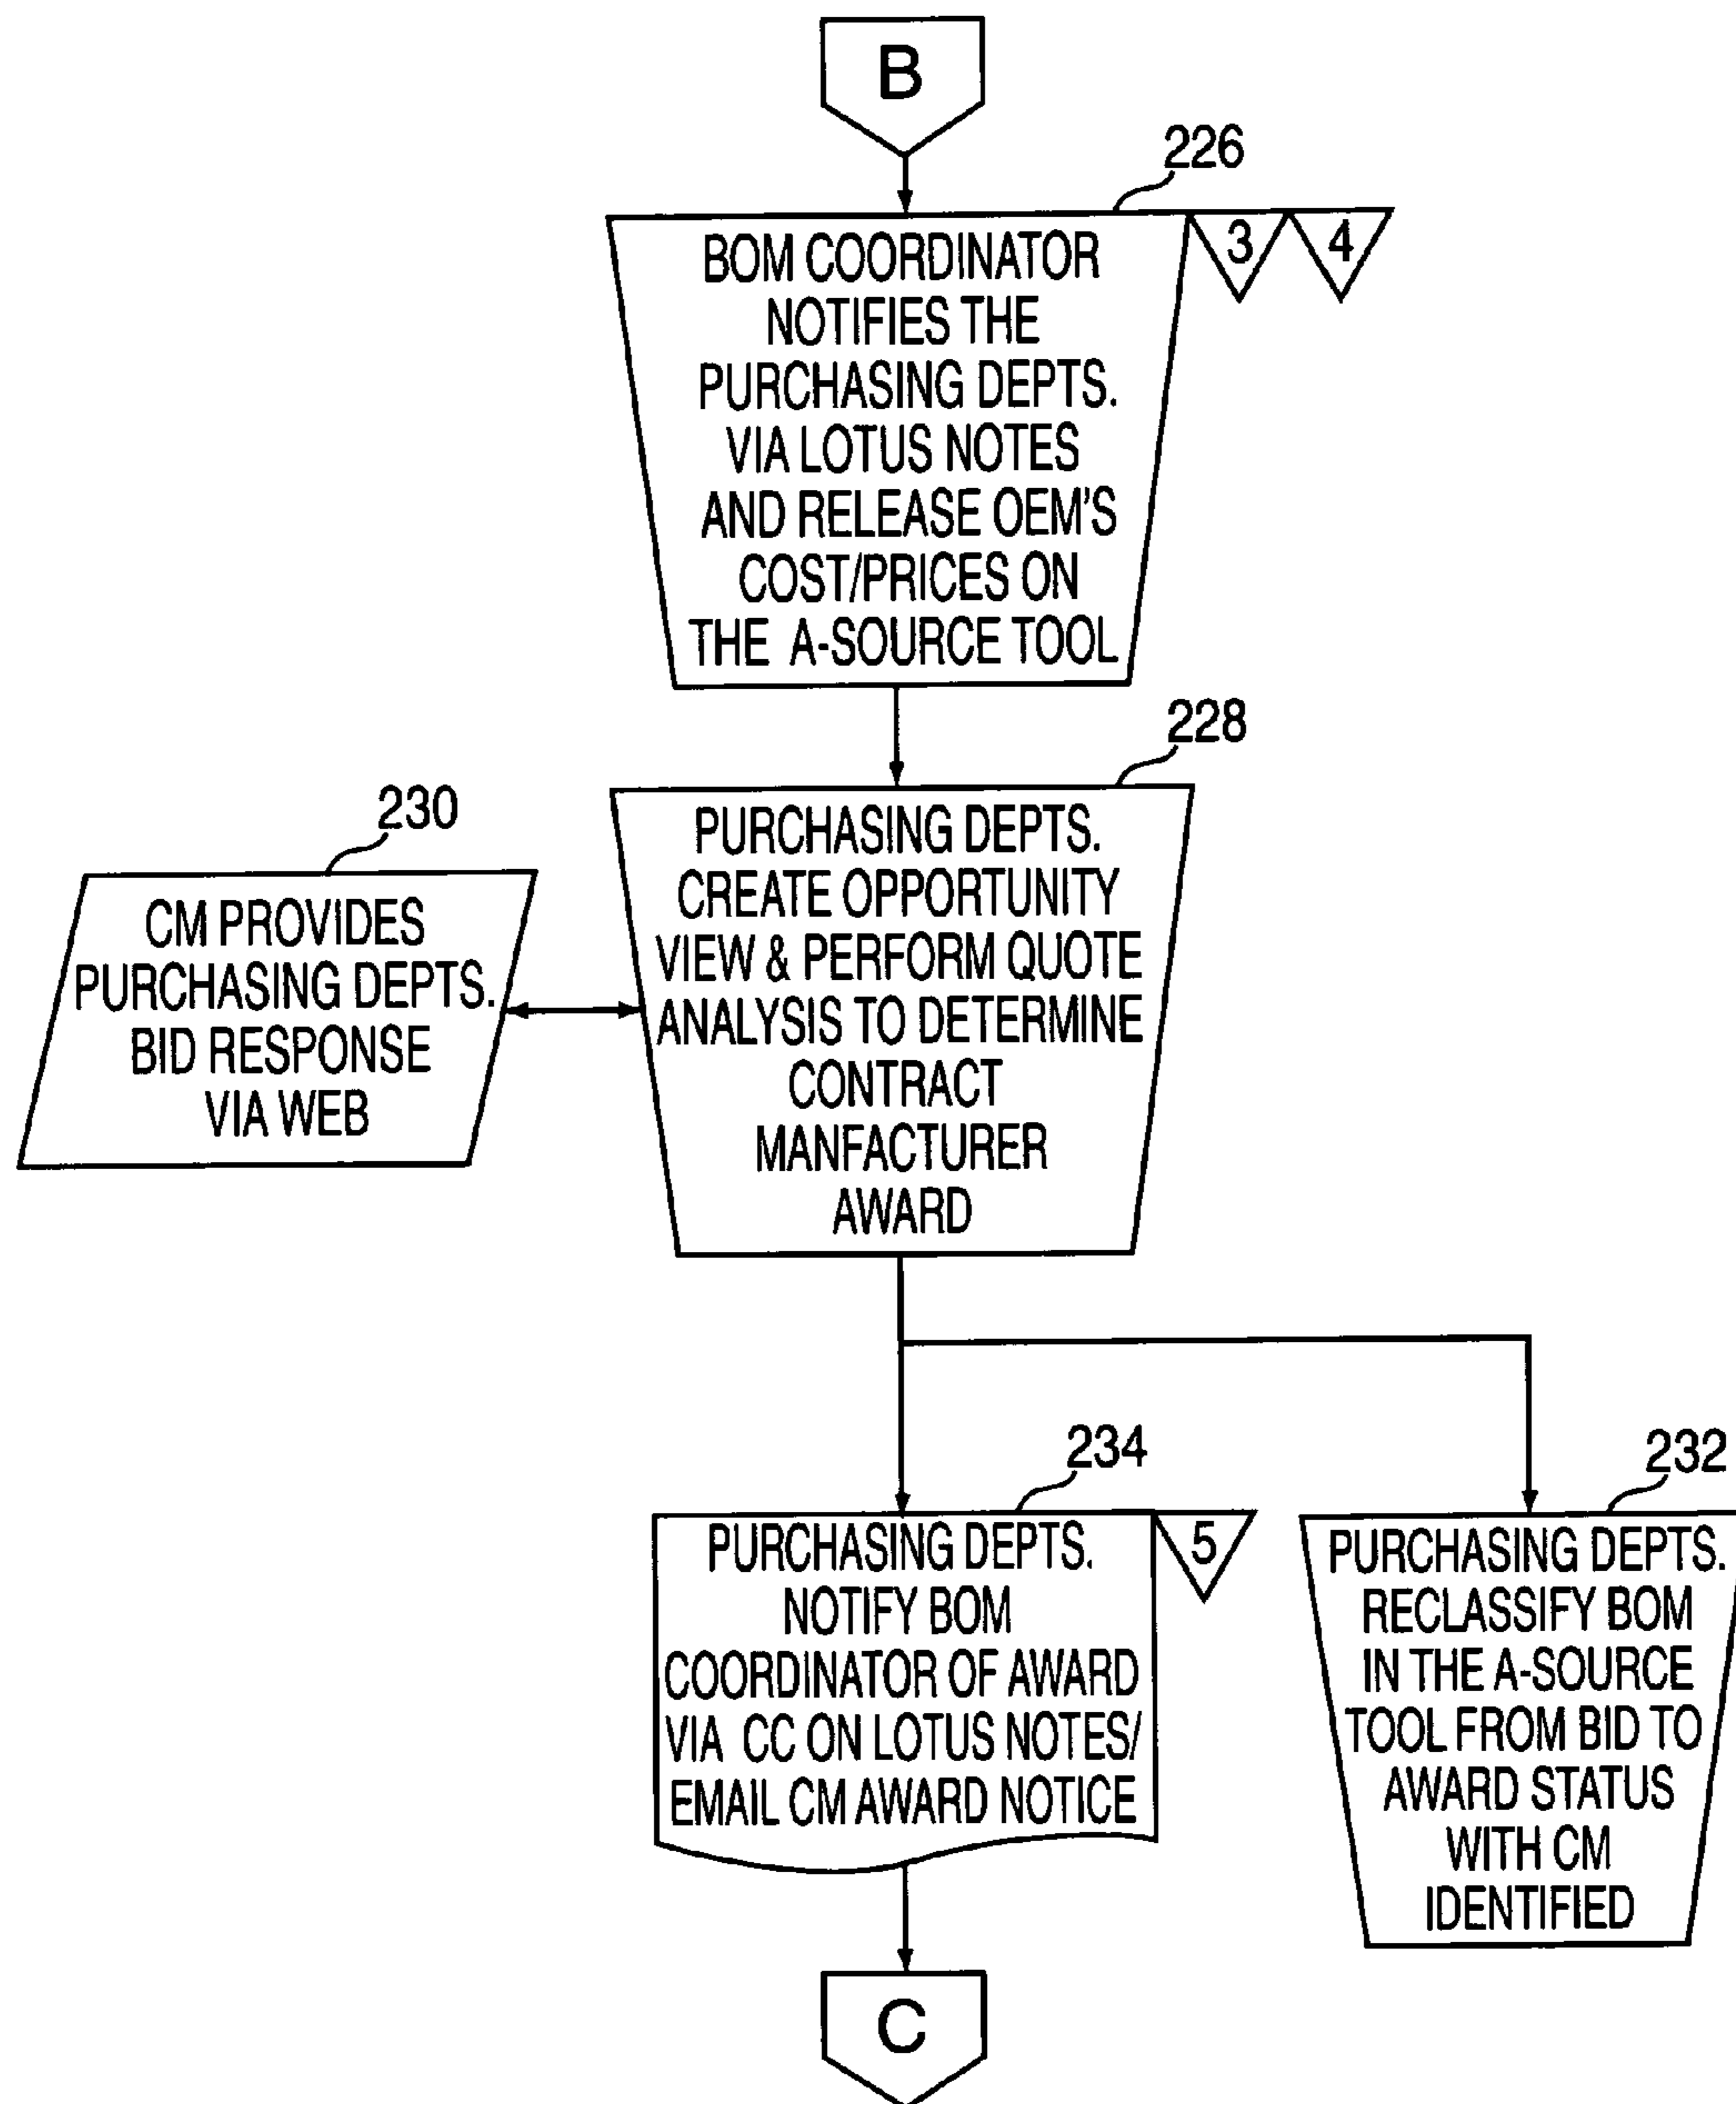 B
226
BOM COORDINATOR
NOTIFIES THE
PURCHASING DEPTS.
VIA LOTUS NOTES
AND RELEASE OEM'S
COST/PRICES ON
THE A-SOURCE TOOL
3
4
228
PURCHASING DEPTS.
CREATE OPPORTUNITY
VIEW & PERFORM QUOTE
ANALYSIS TO DETERMINE
CONTRACT
MANFACTURER
AWARD
230
CM PROVIDES
PURCHASING DEPTS.
BID RESPONSE
VIA WEB
234
PURCHASING DEPTS.
NOTIFY BOM
COORDINATOR OF AWARD
VIA CC ON LOTUS NOTES/
EMAIL CM AWARD NOTICE
5
232
PURCHASING DEPTS.
RECLASSIFY BOM
IN THE A-SOURCE
TOOL FROM BID TO
AWARD STATUS
WITH CM
IDENTIFIED
C